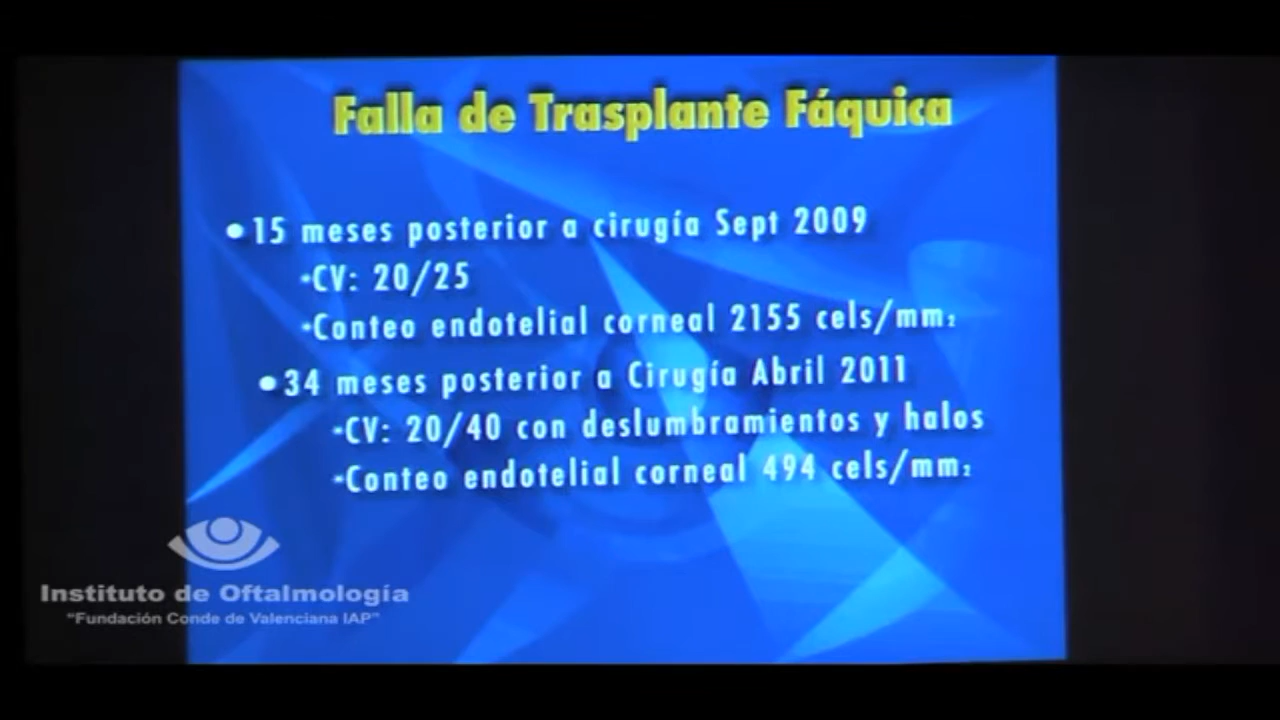 Falla de Trasplante Fáquica
•15 meses posterior a cirugía Sept 2009
-CV: 20/25
-Conteo endotelial corneal 2155 cels/mm₂
•34 meses posterior a Cirugía Abril 2011
-CV: 20/40 con deslumbramientos y halos
-Conteo endotelial corneal 494 cels/mm₂
Instituto de Oftalmología
"Fundación Conde de Valenciana IAP"